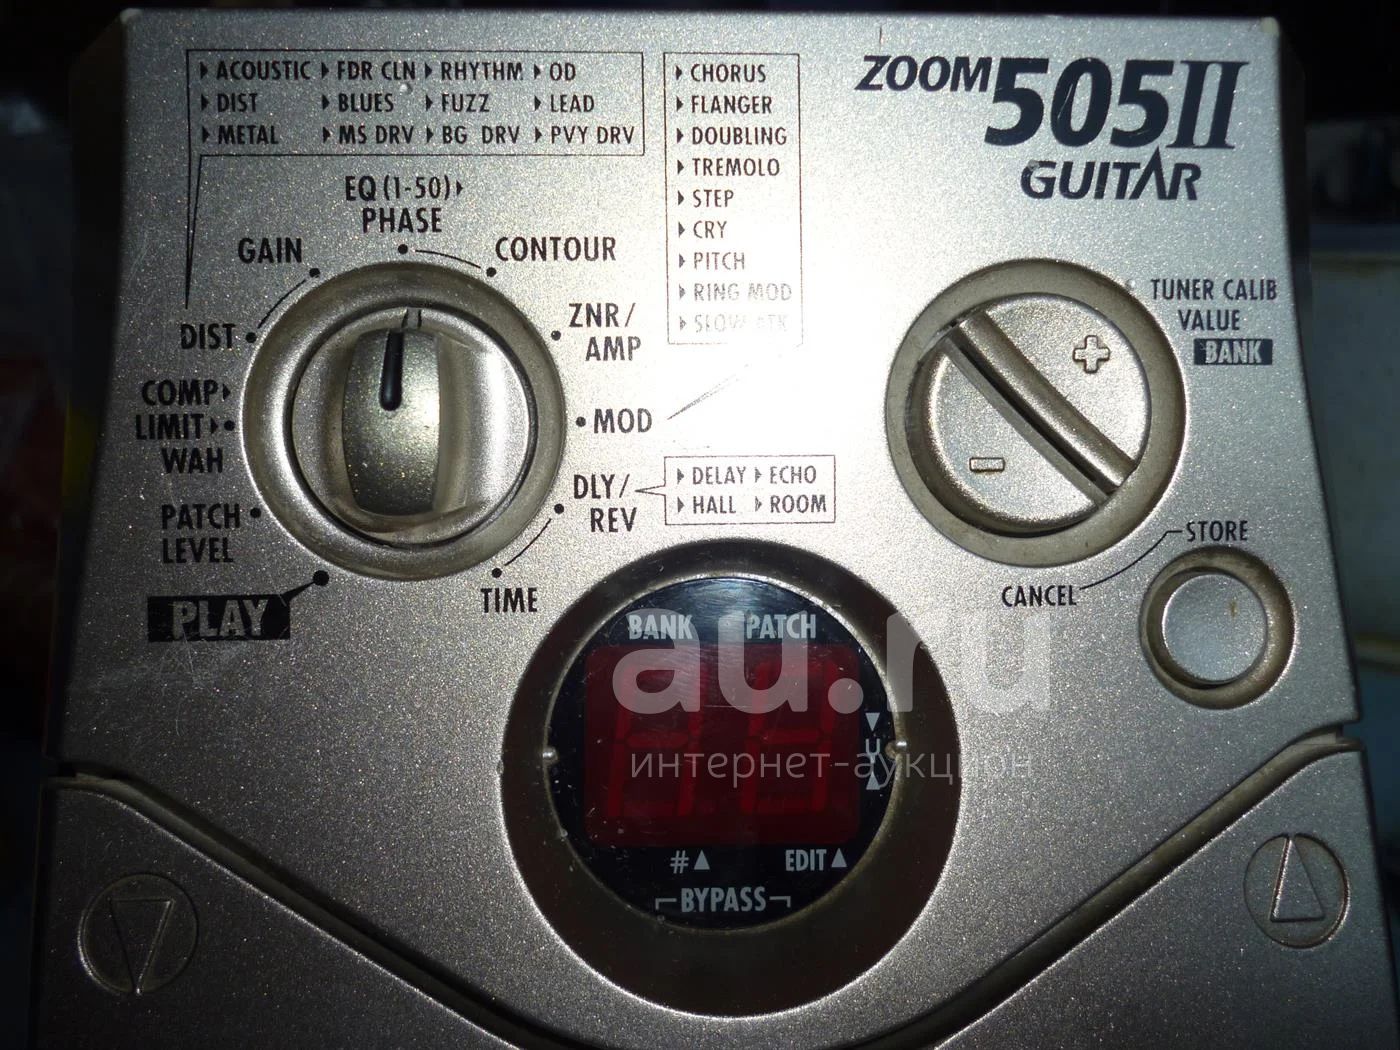 ▶ ACOUSTIC ▶ FDR CLN ▶ RHYTHM ▶ OD
▶ DIST ▶ BLUES ▶ FUZZ ▶ LEAD
▶ METAL ▶ MS DRV ▶ BG DRV ▶ PVY DRV
▶ CHORUS
▶ FLANGER
▶ DOUBLING
▶ TREMOLO
▶ STEP
▶ CRY
▶ PITCH
▶ RING MOD
▶ SLOW ATK
ZOOM 505II
GUITAR
EQ (1-50)▶
PHASE
GAIN
CONTOUR
DIST
ZNR/
AMP
COMP▶
LIMIT▶
WAH
MOD
PATCH
LEVEL
DLY/
REV
▶ DELAY ▶ ECHO
▶ HALL ▶ ROOM
PLAY
TIME
TUNER CALIB
VALUE
BANK
+
−
STORE
CANCEL
BANK PATCH
au.ru
интернет-аукцион
▼
U
▲
#▲ EDIT▲
BYPASS